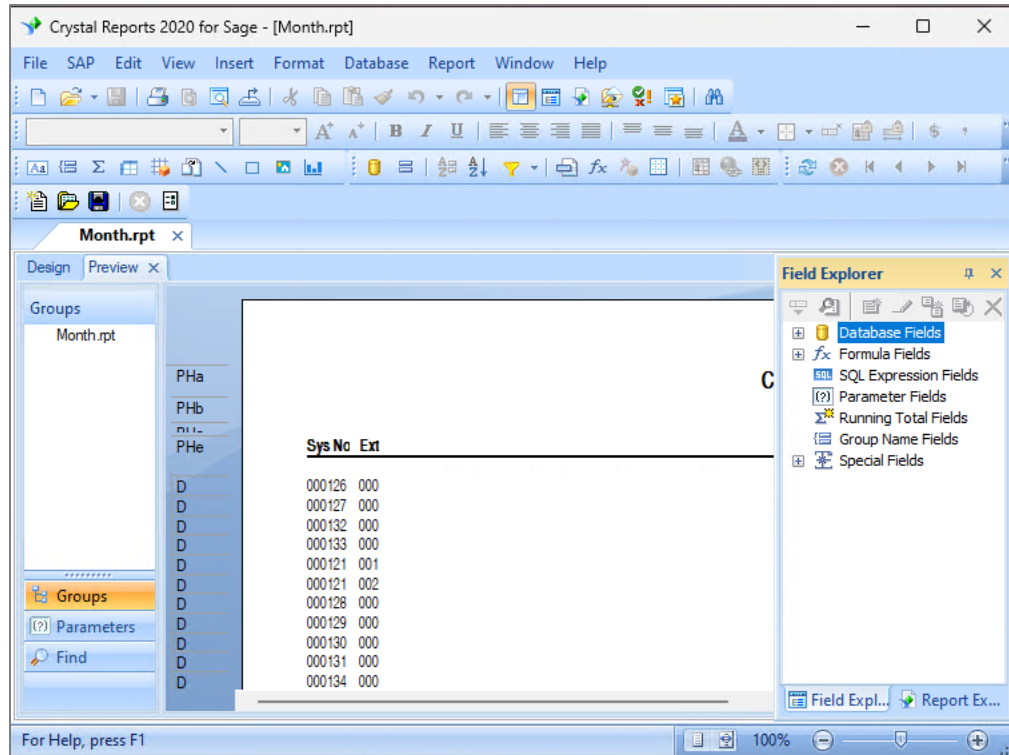 Crystal Reports 2020 for Sage - [Month.rpt]
File SAP Edit View Insert Format Database Report Window Help
A A B I U A $ ,
Aa Σ fx
Month.rpt
Design Preview
Groups
Month.rpt
Groups
Parameters
Find
PHa
PHb
PHe
C
Sys No Ext
D 000126 000
D 000127 000
D 000132 000
D 000133 000
D 000121 001
D 000121 002
D 000128 000
D 000129 000
D 000130 000
D 000131 000
D 000134 000
Field Explorer
Database Fields
fx Formula Fields
SQL SQL Expression Fields
(?) Parameter Fields
Σ Running Total Fields
Group Name Fields
Special Fields
Field Expl... Report Ex...
For Help, press F1
100%